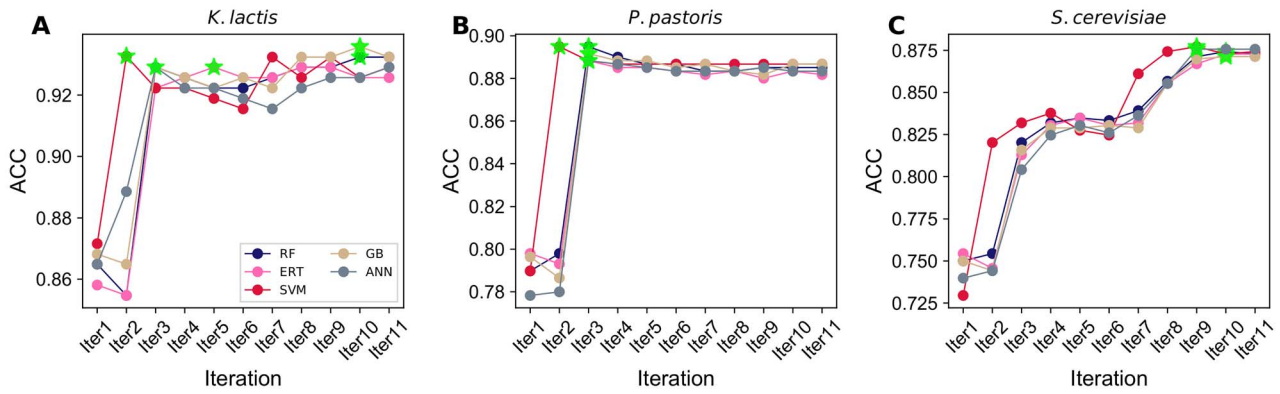 A
K. lactis
ACC
0.92
0.90
0.88
0.86
RF
ERT
SVM
GB
ANN
Iter1
Iter2
Iter3
Iter4
Iter5
Iter6
Iter7
Iter8
Iter9
Iter10
Iter11
Iteration
B
P. pastoris
ACC
0.90
0.88
0.86
0.84
0.82
0.80
0.78
Iter1
Iter2
Iter3
Iter4
Iter5
Iter6
Iter7
Iter8
Iter9
Iter10
Iter11
Iteration
C
S. cerevisiae
ACC
0.875
0.850
0.825
0.800
0.775
0.750
0.725
Iter1
Iter2
Iter3
Iter4
Iter5
Iter6
Iter7
Iter8
Iter9
Iter10
Iter11
Iteration